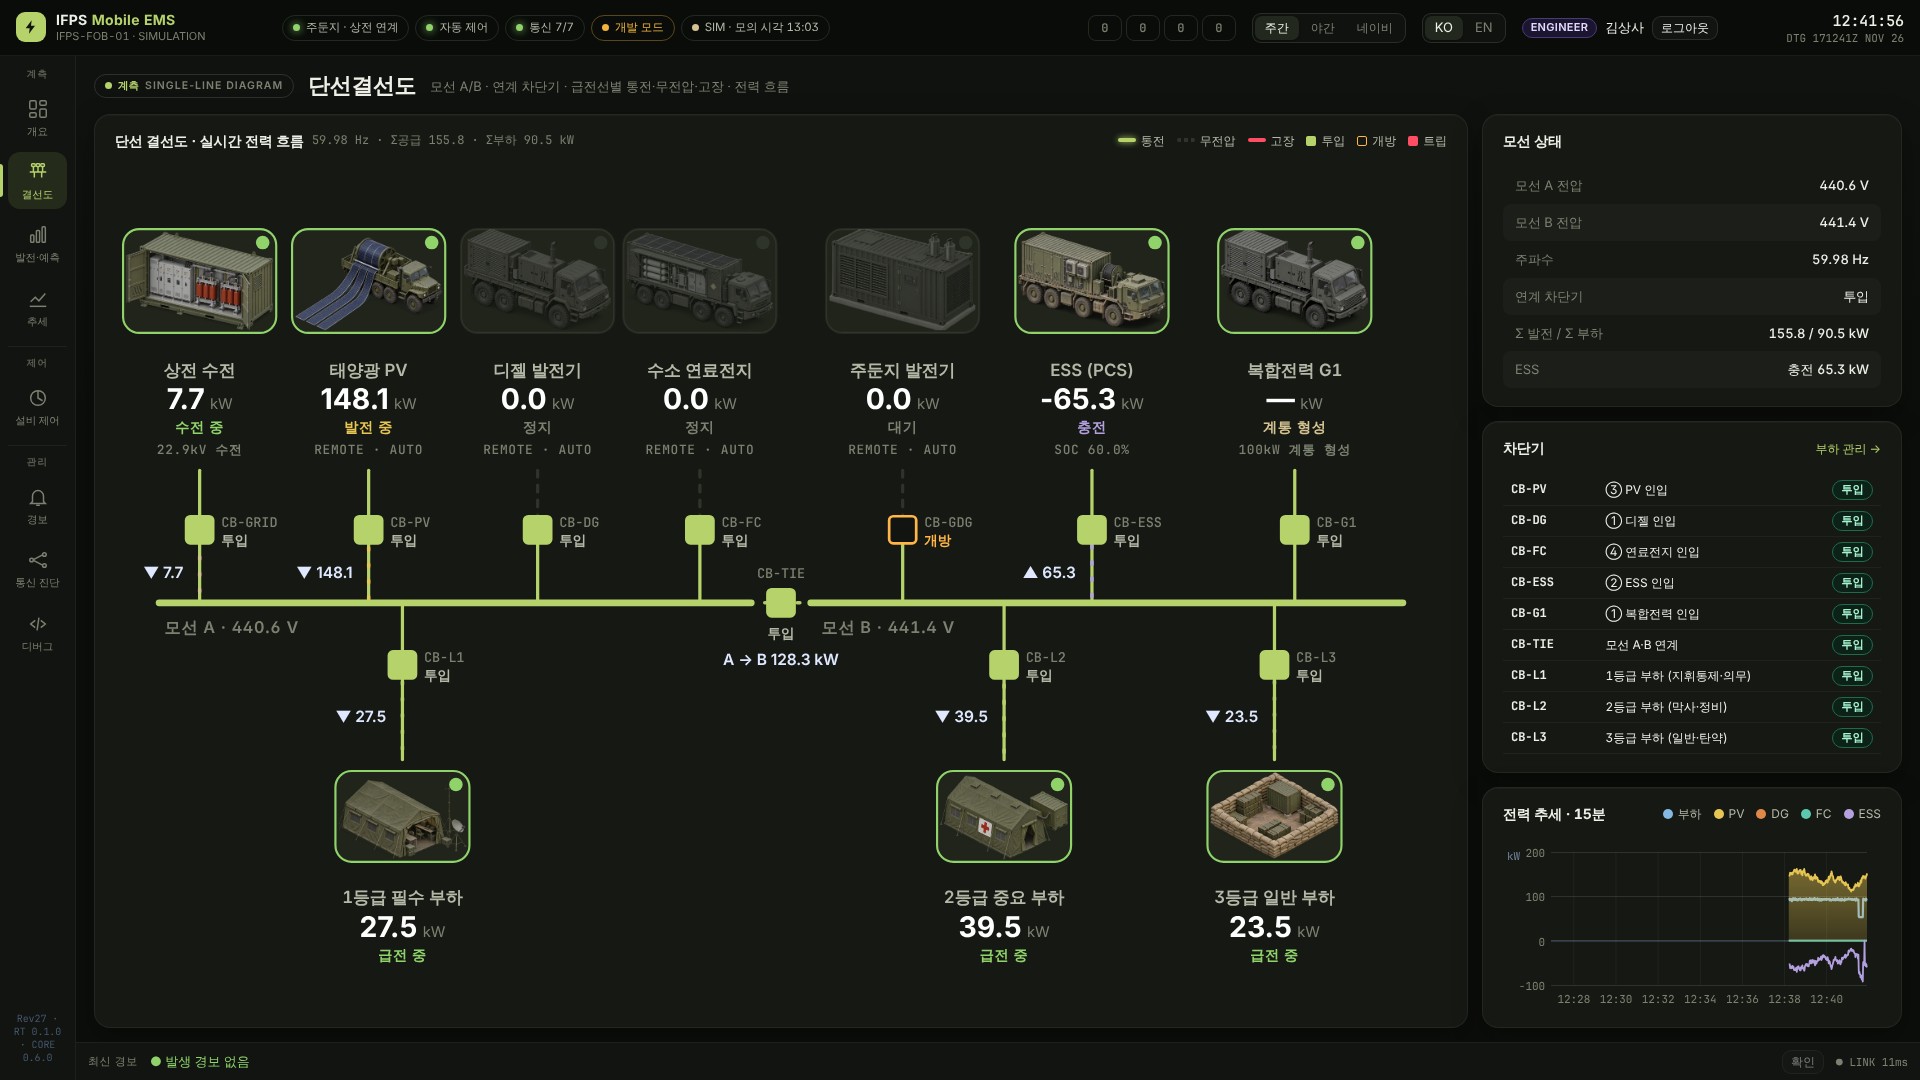 IFPS Mobile EMS
IFPS-FOB-01 · SIMULATION
주둔지 · 상전 연계
자동 제어
통신 7/7
개발 모드
SIM · 모의 시각 13:03
0 0 0 0
주간 야간 네이비
KO EN
ENGINEER 김상사 로그아웃
12:41:56
DTG 171241Z NOV 26
계측
개요
결선도
발전·예측
추세
제어
설비 제어
관리
경보
통신 진단
디버그
Rev27 ·
RT 0.1.0
· CORE
0.6.0
계측 SINGLE-LINE DIAGRAM
단선결선도
모선 A/B · 연계 차단기 · 급전선별 통전·무전압·고장 · 전력 흐름
단선 결선도 · 실시간 전력 흐름 59.98 Hz · Σ공급 155.8 · Σ부하 90.5 kW
통전 무전압 고장 투입 개방 트립
상전 수전
7.7 kW
수전 중
22.9kV 수전
태양광 PV
148.1 kW
발전 중
REMOTE · AUTO
디젤 발전기
0.0 kW
정지
REMOTE · AUTO
수소 연료전지
0.0 kW
정지
REMOTE · AUTO
주둔지 발전기
0.0 kW
대기
REMOTE · AUTO
ESS (PCS)
-65.3 kW
충전
SOC 60.0%
복합전력 G1
— kW
계통 형성
100kW 계통 형성
CB-GRID
투입
CB-PV
투입
CB-DG
투입
CB-FC
투입
CB-GDG
개방
CB-ESS
투입
CB-G1
투입
▼ 7.7
▼ 148.1
▲ 65.3
CB-TIE
투입
A → B 128.3 kW
모선 A · 440.6 V
모선 B · 441.4 V
CB-L1
투입
CB-L2
투입
CB-L3
투입
▼ 27.5
▼ 39.5
▼ 23.5
1등급 필수 부하
27.5 kW
급전 중
2등급 중요 부하
39.5 kW
급전 중
3등급 일반 부하
23.5 kW
급전 중
모선 상태
모선 A 전압 440.6 V
모선 B 전압 441.4 V
주파수 59.98 Hz
연계 차단기 투입
Σ 발전 / Σ 부하 155.8 / 90.5 kW
ESS 충전 65.3 kW
차단기 부하 관리 →
CB-PV ③ PV 인입 투입
CB-DG ① 디젤 인입 투입
CB-FC ④ 연료전지 인입 투입
CB-ESS ② ESS 인입 투입
CB-G1 ① 복합전력 인입 투입
CB-TIE 모선 A·B 연계 투입
CB-L1 1등급 부하 (지휘통제·의무) 투입
CB-L2 2등급 부하 (막사·정비) 투입
CB-L3 3등급 부하 (일반·탄약) 투입
전력 추세 · 15분 부하 PV DG FC ESS
kW 200
100
0
-100
12:28 12:30 12:32 12:34 12:36 12:38 12:40
최신 경보 발생 경보 없음
확인 LINK 11ms